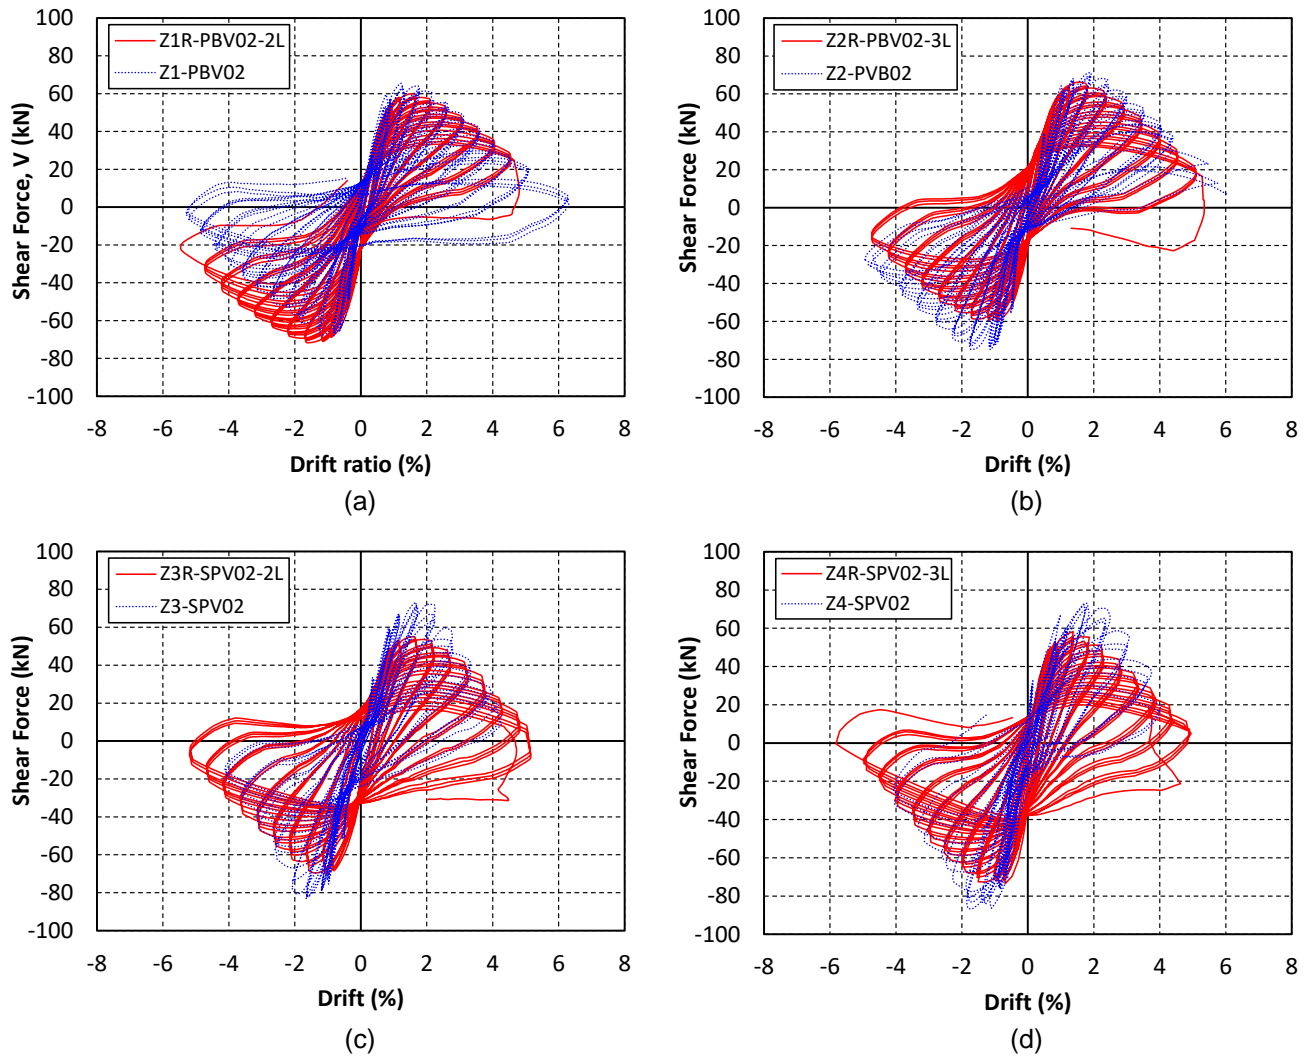 100
80
60
40
20
0
-20
-40
-60
-80
-100
Shear Force, V (kN)
Z1R-PBV02-2L
Z1-PBV02
-8 -6 -4 -2 0 2 4 6 8
Drift ratio (%)
(a)
100
80
60
40
20
0
-20
-40
-60
-80
-100
Shear Force (kN)
Z2R-PBV02-3L
Z2-PVB02
-8 -6 -4 -2 0 2 4 6 8
Drift (%)
(b)
100
80
60
40
20
0
-20
-40
-60
-80
-100
Shear Force (kN)
Z3R-SPV02-2L
Z3-SPV02
-8 -6 -4 -2 0 2 4 6 8
Drift (%)
(c)
100
80
60
40
20
0
-20
-40
-60
-80
-100
Shear Force (kN)
Z4R-SPV02-3L
Z4-SPV02
-8 -6 -4 -2 0 2 4 6 8
Drift (%)
(d)